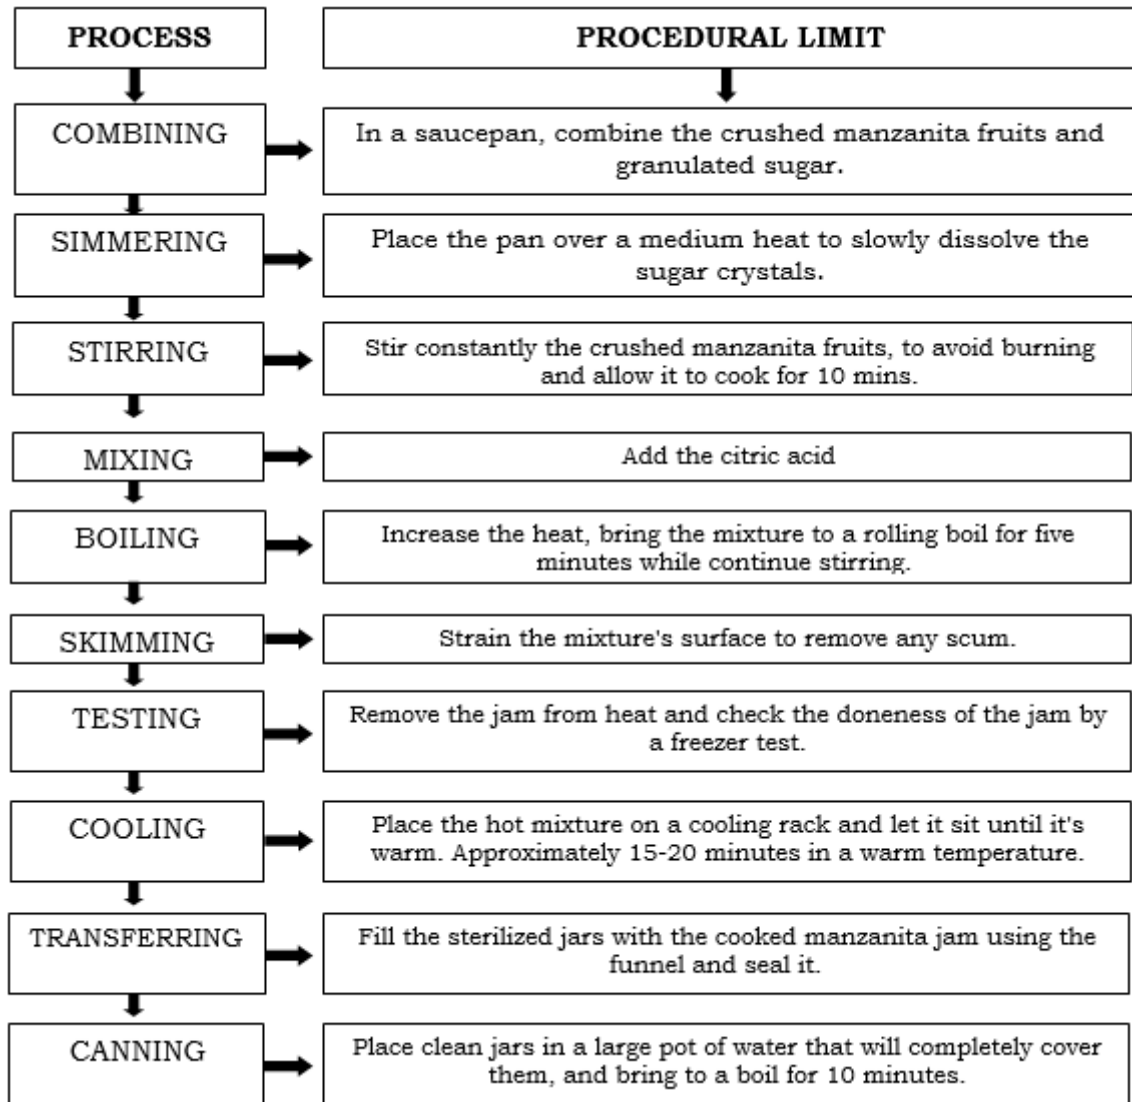 PROCESS
PROCEDURAL LIMIT
COMBINING
In a saucepan, combine the crushed manzanita fruits and
granulated sugar.
SIMMERING
Place the pan over a medium heat to slowly dissolve the
sugar crystals.
STIRRING
Stir constantly the crushed manzanita fruits, to avoid burning
and allow it to cook for 10 mins.
MIXING
Add the citric acid
BOILING
Increase the heat, bring the mixture to a rolling boil for five
minutes while continue stirring.
SKIMMING
Strain the mixture's surface to remove any scum.
TESTING
Remove the jam from heat and check the doneness of the jam by
a freezer test.
COOLING
Place the hot mixture on a cooling rack and let it sit until it's
warm. Approximately 15-20 minutes in a warm temperature.
TRANSFERRING
Fill the sterilized jars with the cooked manzanita jam using the
funnel and seal it.
CANNING
Place clean jars in a large pot of water that will completely cover
them, and bring to a boil for 10 minutes.